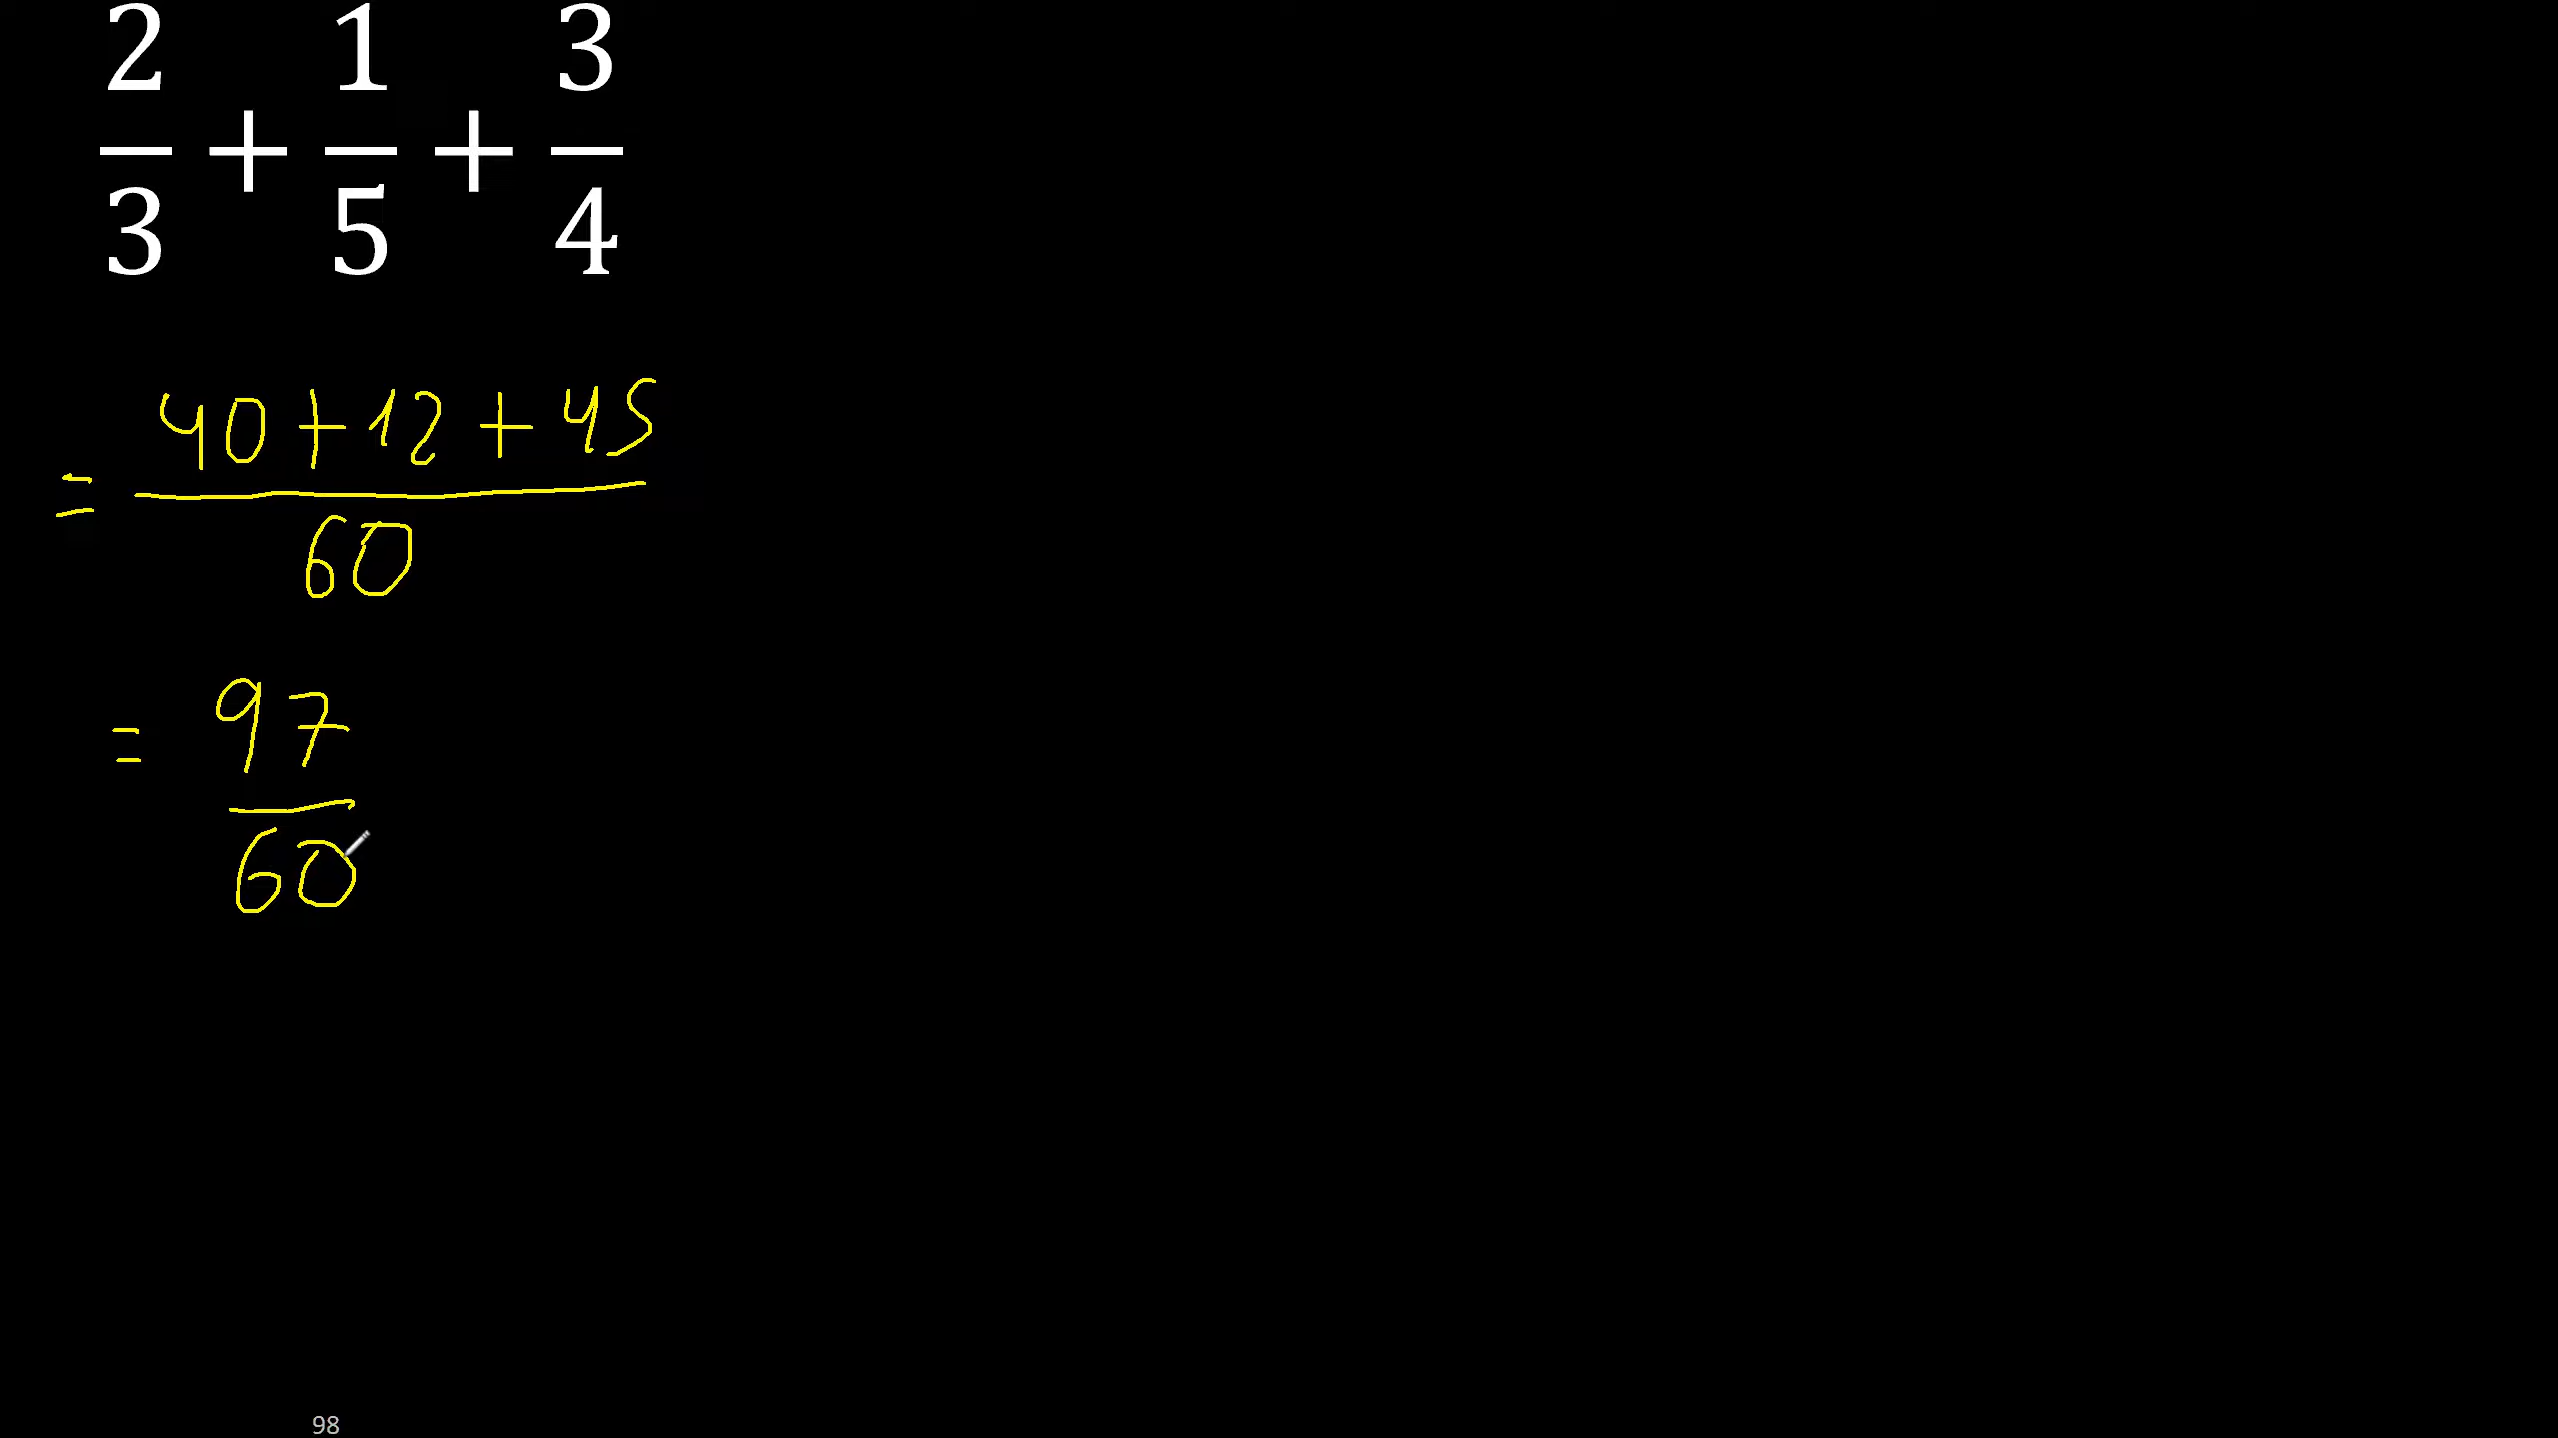 2/3 + 1/5 + 3/4
= 40+12+45/60
= 97/60
98